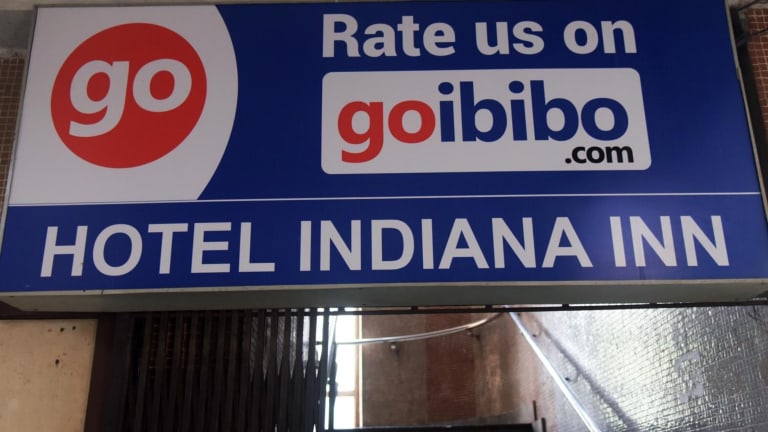 go
Rate us on
goibibo
.com
HOTEL INDIANA INN